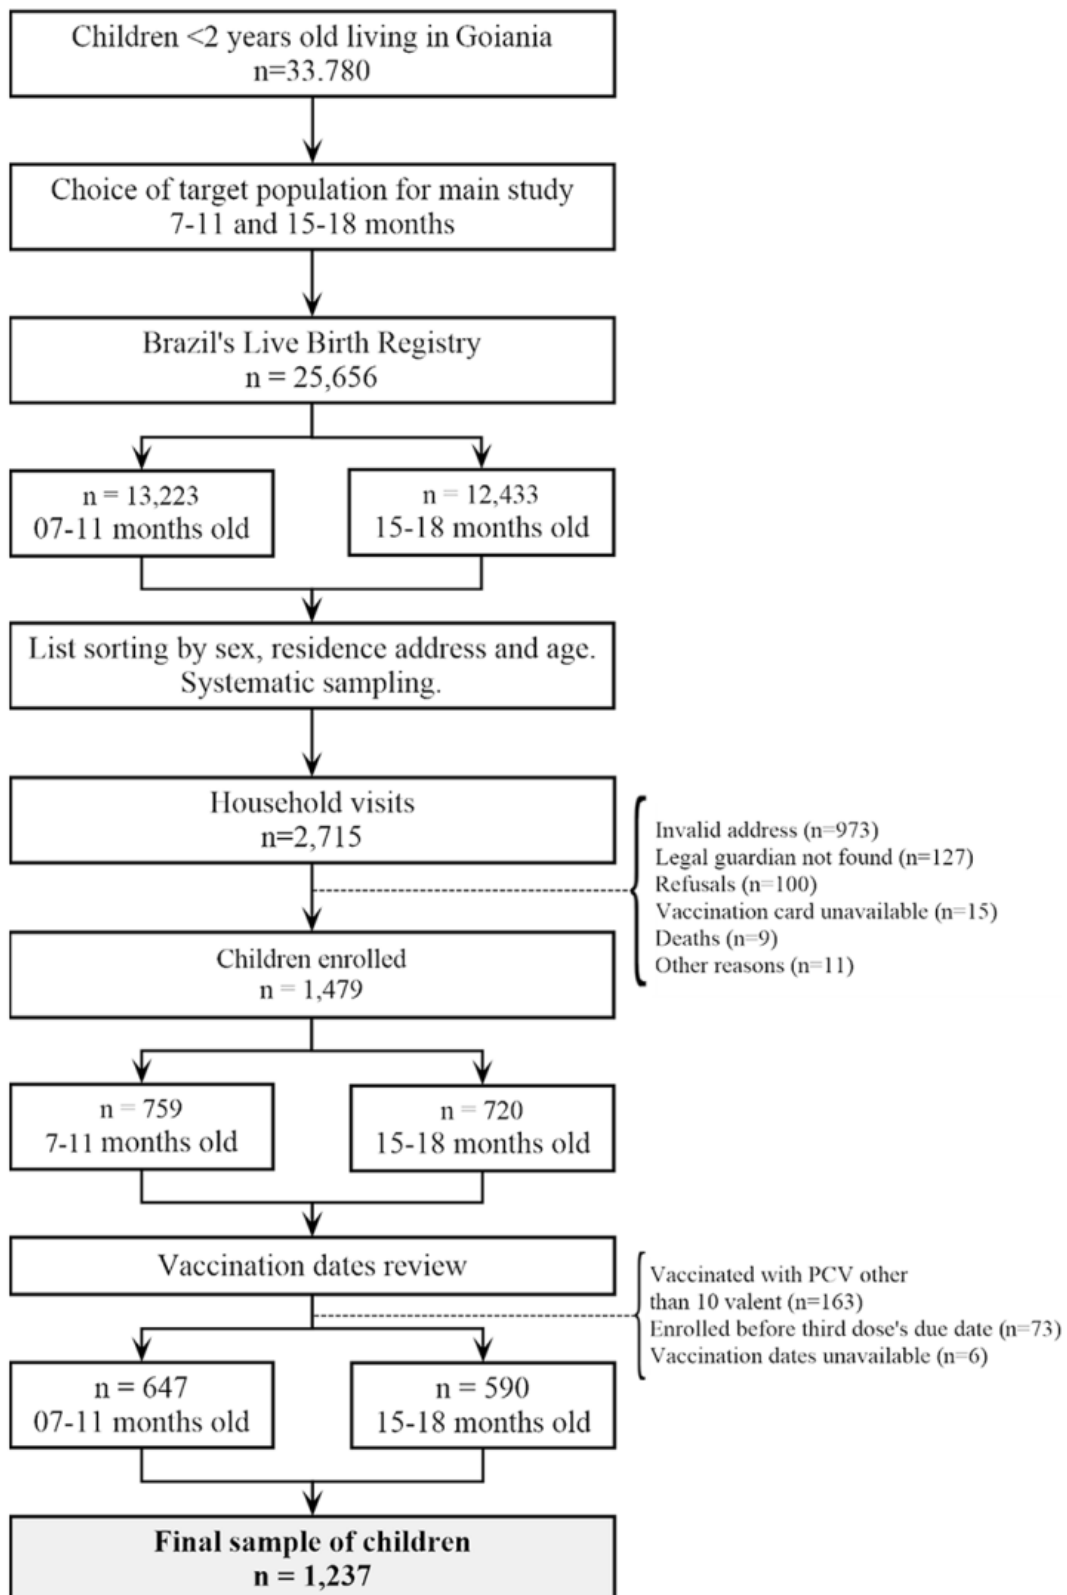 Children <2 years old living in Goiania
n=33.780
Choice of target population for main study
7-11 and 15-18 months
Brazil's Live Birth Registry
n = 25,656
n = 13,223
07-11 months old
n = 12,433
15-18 months old
List sorting by sex, residence address and age.
Systematic sampling.
Household visits
n=2,715
Invalid address (n=973)
Legal guardian not found (n=127)
Refusals (n=100)
Vaccination card unavailable (n=15)
Deaths (n=9)
Other reasons (n=11)
Children enrolled
n = 1,479
n = 759
7-11 months old
n = 720
15-18 months old
Vaccination dates review
Vaccinated with PCV other
than 10 valent (n=163)
Enrolled before third dose's due date (n=73)
Vaccination dates unavailable (n=6)
n = 647
07-11 months old
n = 590
15-18 months old
Final sample of children
n = 1,237